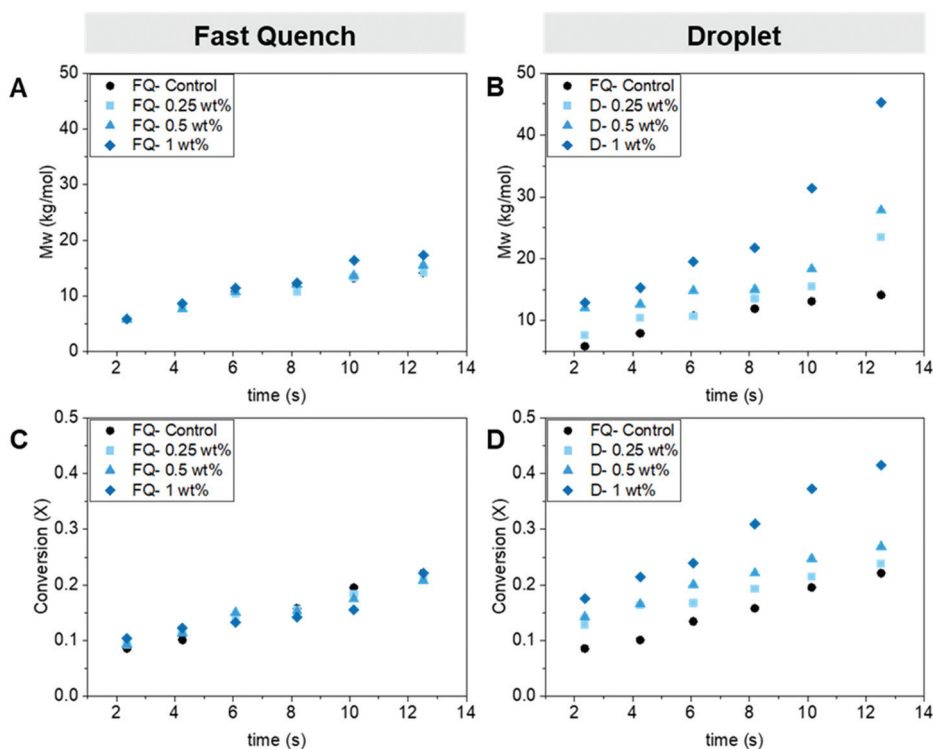 Fast Quench
Droplet
A
50
40
30
20
10
0
Mw (kg/mol)
FQ- Control
FQ- 0.25 wt%
FQ- 0.5 wt%
FQ- 1 wt%
2 4 6 8 10 12 14
time (s)
B
50
40
30
20
10
Mw (kg/mol)
FQ- Control
D- 0.25 wt%
D- 0.5 wt%
D- 1 wt%
2 4 6 8 10 12 14
time (s)
C
0.5
0.4
0.3
0.2
0.1
0.0
Conversion (X)
FQ- Control
FQ- 0.25 wt%
FQ- 0.5 wt%
FQ- 1 wt%
2 4 6 8 10 12 14
time (s)
D
0.5
0.4
0.3
0.2
0.1
0.0
Conversion (X)
FQ- Control
D- 0.25 wt%
D- 0.5 wt%
D- 1 wt%
2 4 6 8 10 12 14
time (s)